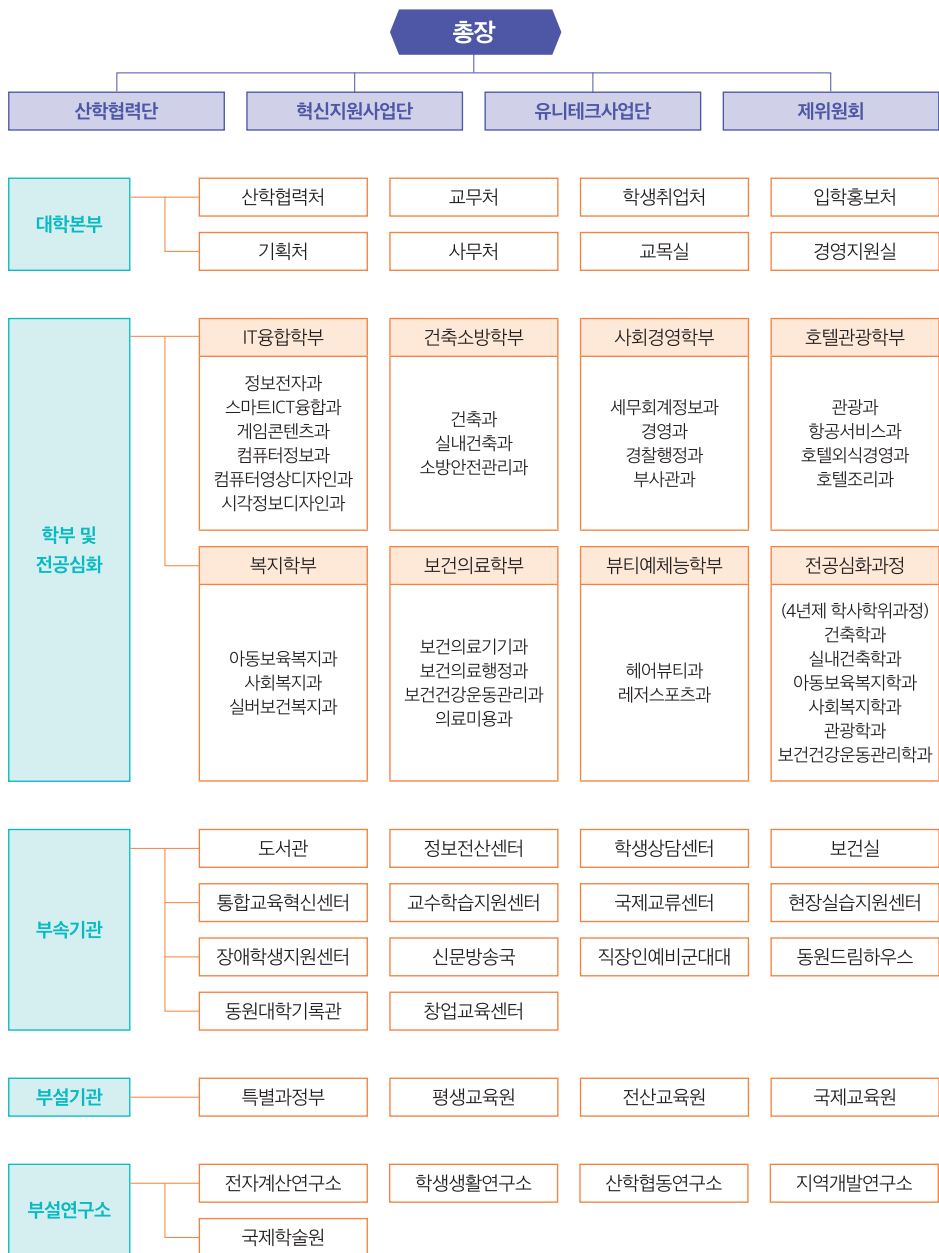 총장
산학협력단
혁신지원사업단
유니테크사업단
제위원회
대학본부
산학협력처
교무처
학생취업처
입학홍보처
기획처
사무처
교목실
경영지원실
학부 및
전공심화
IT융합학부
정보전자과
스마트ICT융합과
게임콘텐츠과
컴퓨터정보과
컴퓨터영상디자인과
시각정보디자인과
건축소방학부
건축과
실내건축과
소방안전관리과
사회경영학부
세무회계정보과
경영과
경찰행정과
부사관과
호텔관광학부
관광과
항공서비스과
호텔외식경영과
호텔조리과
복지학부
아동보육복지과
사회복지과
실버보건복지과
보건의료학부
보건의료기기과
보건의료행정과
보건건강운동관리과
의료미용과
뷰티예체능학부
헤어뷰티과
레저스포츠과
전공심화과정
(4년제 학사학위과정)
건축학과
실내건축학과
아동보육복지학과
사회복지학과
관광학과
보건건강운동관리학과
부속기관
도서관
정보전산센터
학생상담센터
보건실
통합교육혁신센터
교수학습지원센터
국제교류센터
현장실습지원센터
장애학생지원센터
신문방송국
직장인예비군대대
동원드림하우스
동원대학기록관
창업교육센터
부설기관
특별과정부
평생교육원
전산교육원
국제교육원
부설연구소
전자계산연구소
학생생활연구소
산학협동연구소
지역개발연구소
국제학술원